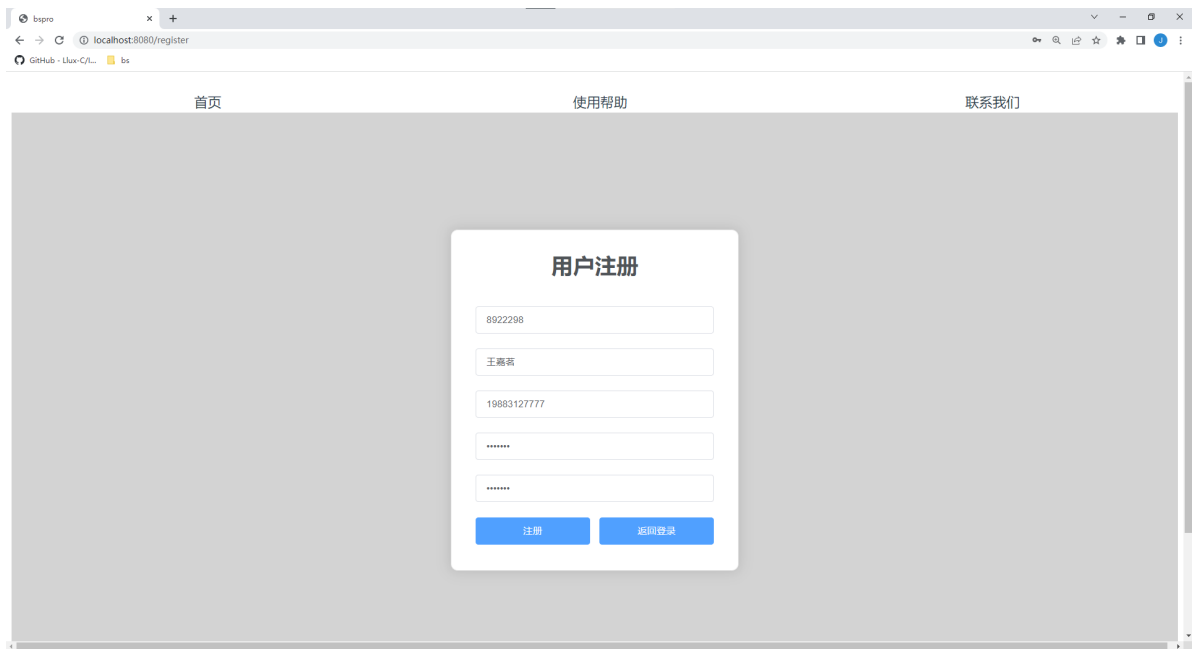 bspro
localhost:8080/register
GitHub - Llux-C/I...
bs
J
首页
使用帮助
联系我们
用户注册
8922298
王嘉茗
19883127777
•••••••
•••••••
注册
返回登录